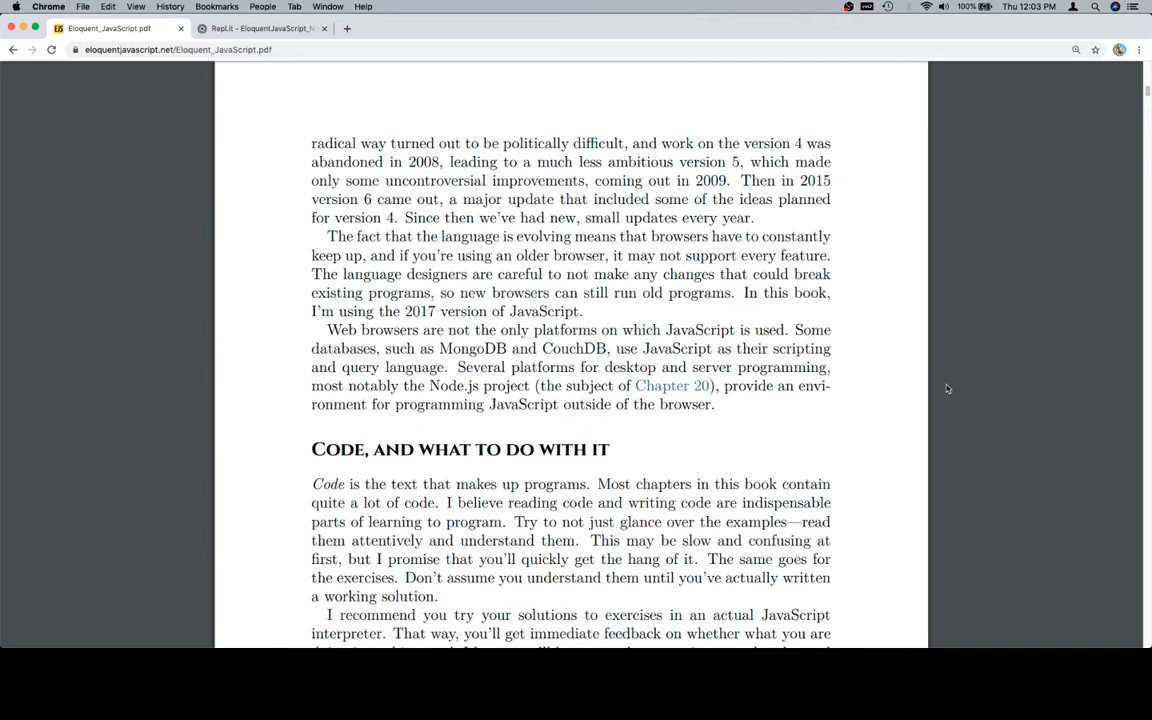 Chrome File Edit View History Bookmarks People Tab Window Help 100% Thu 12:03 PM
Eloquent_JavaScript.pdf Repl.it - EloquentJavaScript_N
eloquentjavascript.net/Eloquent_JavaScript.pdf
radical way turned out to be politically difficult, and work on the version 4 was
abandoned in 2008, leading to a much less ambitious version 5, which made
only some uncontroversial improvements, coming out in 2009. Then in 2015
version 6 came out, a major update that included some of the ideas planned
for version 4. Since then we've had new, small updates every year.
The fact that the language is evolving means that browsers have to constantly
keep up, and if you're using an older browser, it may not support every feature.
The language designers are careful to not make any changes that could break
existing programs, so new browsers can still run old programs. In this book,
I'm using the 2017 version of JavaScript.
Web browsers are not the only platforms on which JavaScript is used. Some
databases, such as MongoDB and CouchDB, use JavaScript as their scripting
and query language. Several platforms for desktop and server programming,
most notably the Node.js project (the subject of Chapter 20), provide an envi-
ronment for programming JavaScript outside of the browser.
Code, and what to do with it
Code is the text that makes up programs. Most chapters in this book contain
quite a lot of code. I believe reading code and writing code are indispensable
parts of learning to program. Try to not just glance over the examples—read
them attentively and understand them. This may be slow and confusing at
first, but I promise that you'll quickly get the hang of it. The same goes for
the exercises. Don't assume you understand them until you've actually written
a working solution.
I recommend you try your solutions to exercises in an actual JavaScript
interpreter. That way, you'll get immediate feedback on whether what you are